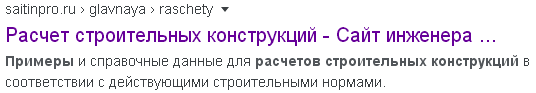 saitinpro.ru › glavnaya › raschety
Расчет строительных конструкций - Сайт инженера ...
Примеры и справочные данные для расчетов строительных конструкций в
соответствии с действующими строительными нормами.